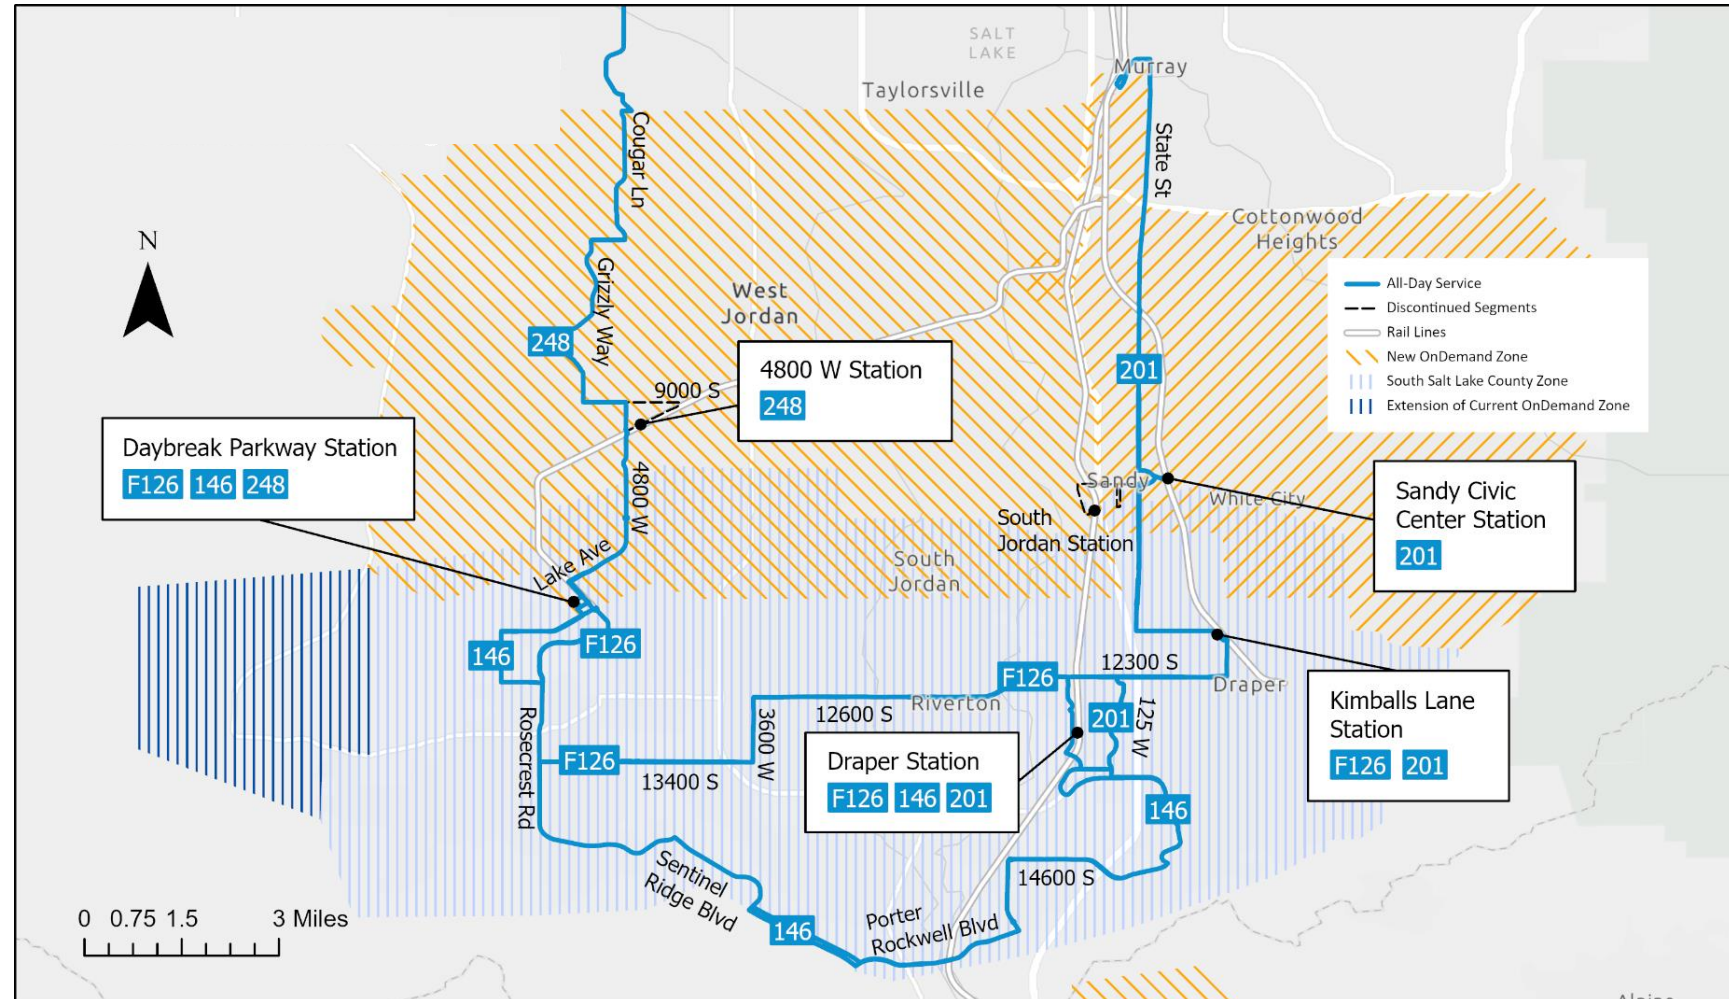 SALT
LAKE
Murray
Taylorsville
Cougar Ln
State St
Cottonwood
Heights
N
Grizzly Way
West
Jordan
All-Day Service
Discontinued Segments
Rail Lines
New OnDemand Zone
South Salt Lake County Zone
Extension of Current OnDemand Zone
248
201
4800 W Station
248
9000 S
Daybreak Parkway Station
F126 146 248
4800 W
Sandy
White City
Sandy Civic
Center Station
201
South
Jordan Station
Lake Ave
South
Jordan
F126
146
12300 S
F126
Draper
Riverton
Rosecrest Rd
3600 W
12600 S
201
125 W
Kimballs Lane
Station
F126 201
F126
13400 S
Draper Station
F126 146 201
146
14600 S
Sentinel
Ridge Blvd
146
Porter
Rockwell Blvd
0 0.75 1.5 3 Miles